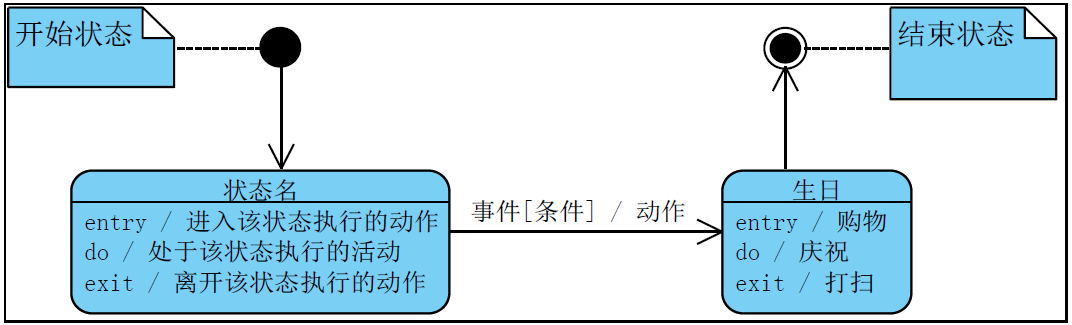 开始状态
结束状态
状态名
entry / 进入该状态执行的动作
do / 处于该状态执行的活动
exit / 离开该状态执行的动作
事件[条件] / 动作
生日
entry / 购物
do / 庆祝
exit / 打扫